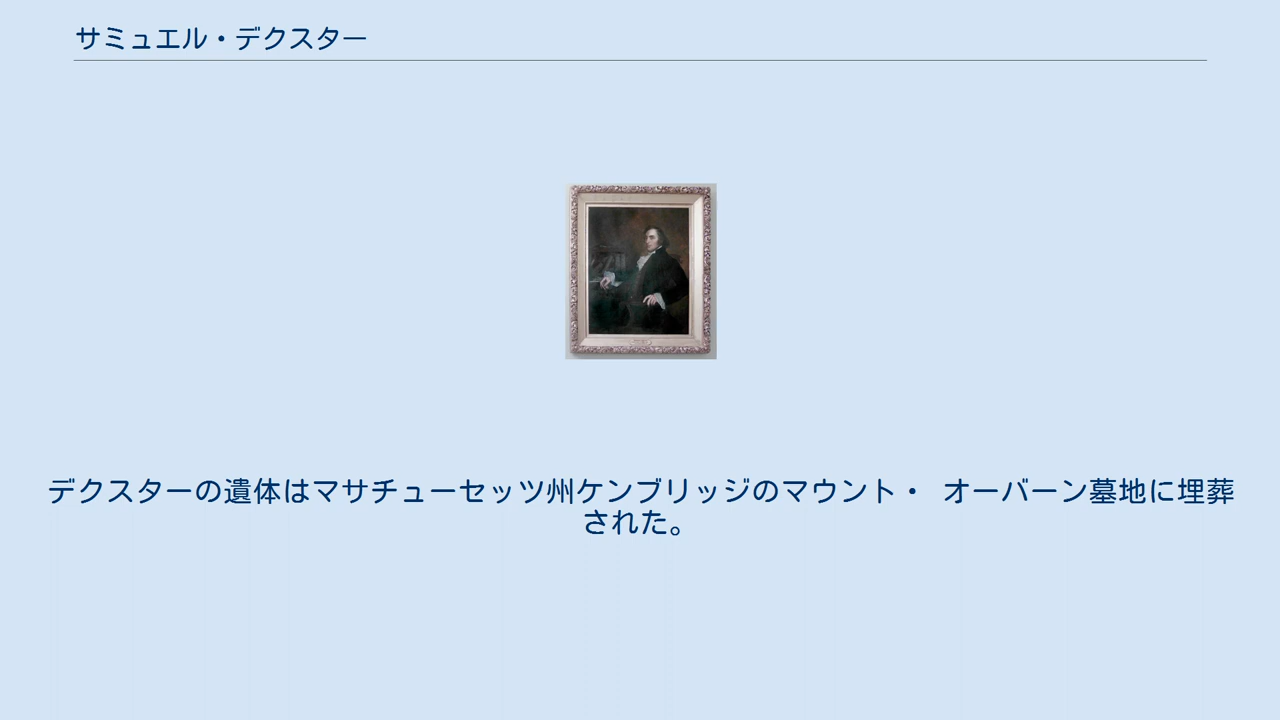 サミュエル・デクスター
デクスターの遺体はマサチューセッツ州ケンブリッジのマウント・ オーバーン墓地に埋葬
された。